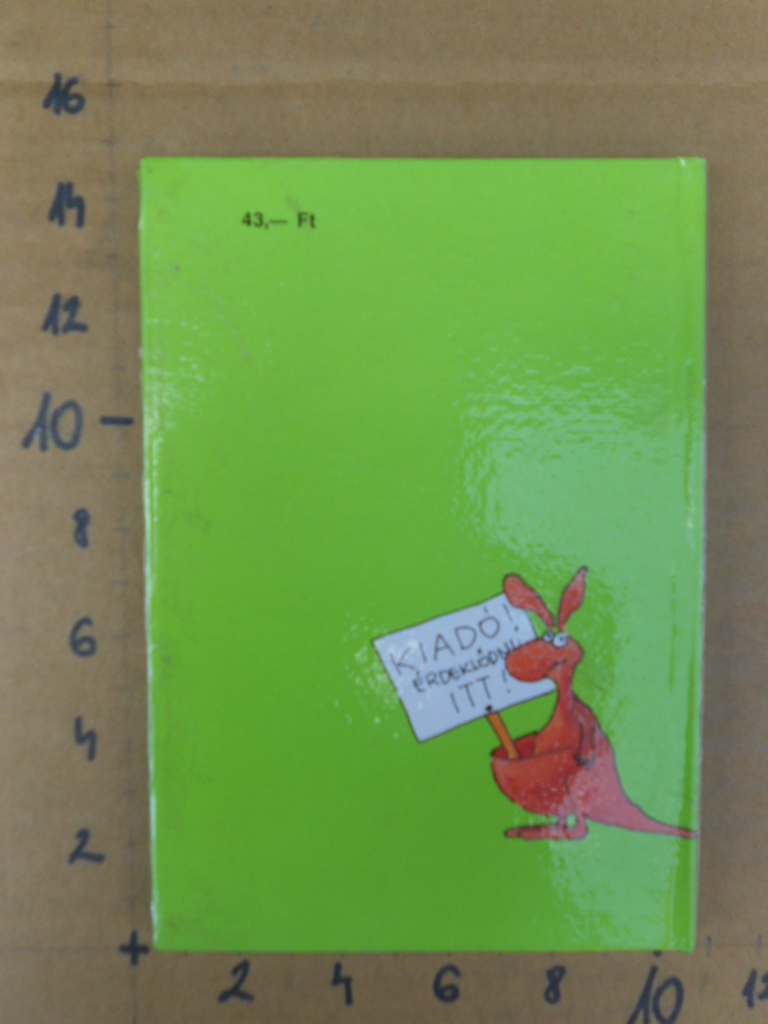 16
14
12
10
8
6
4
2
43,— Ft
KIADÓ!
ÉRDEKLŐDNI
ITT!
2 4 6 8 10 12